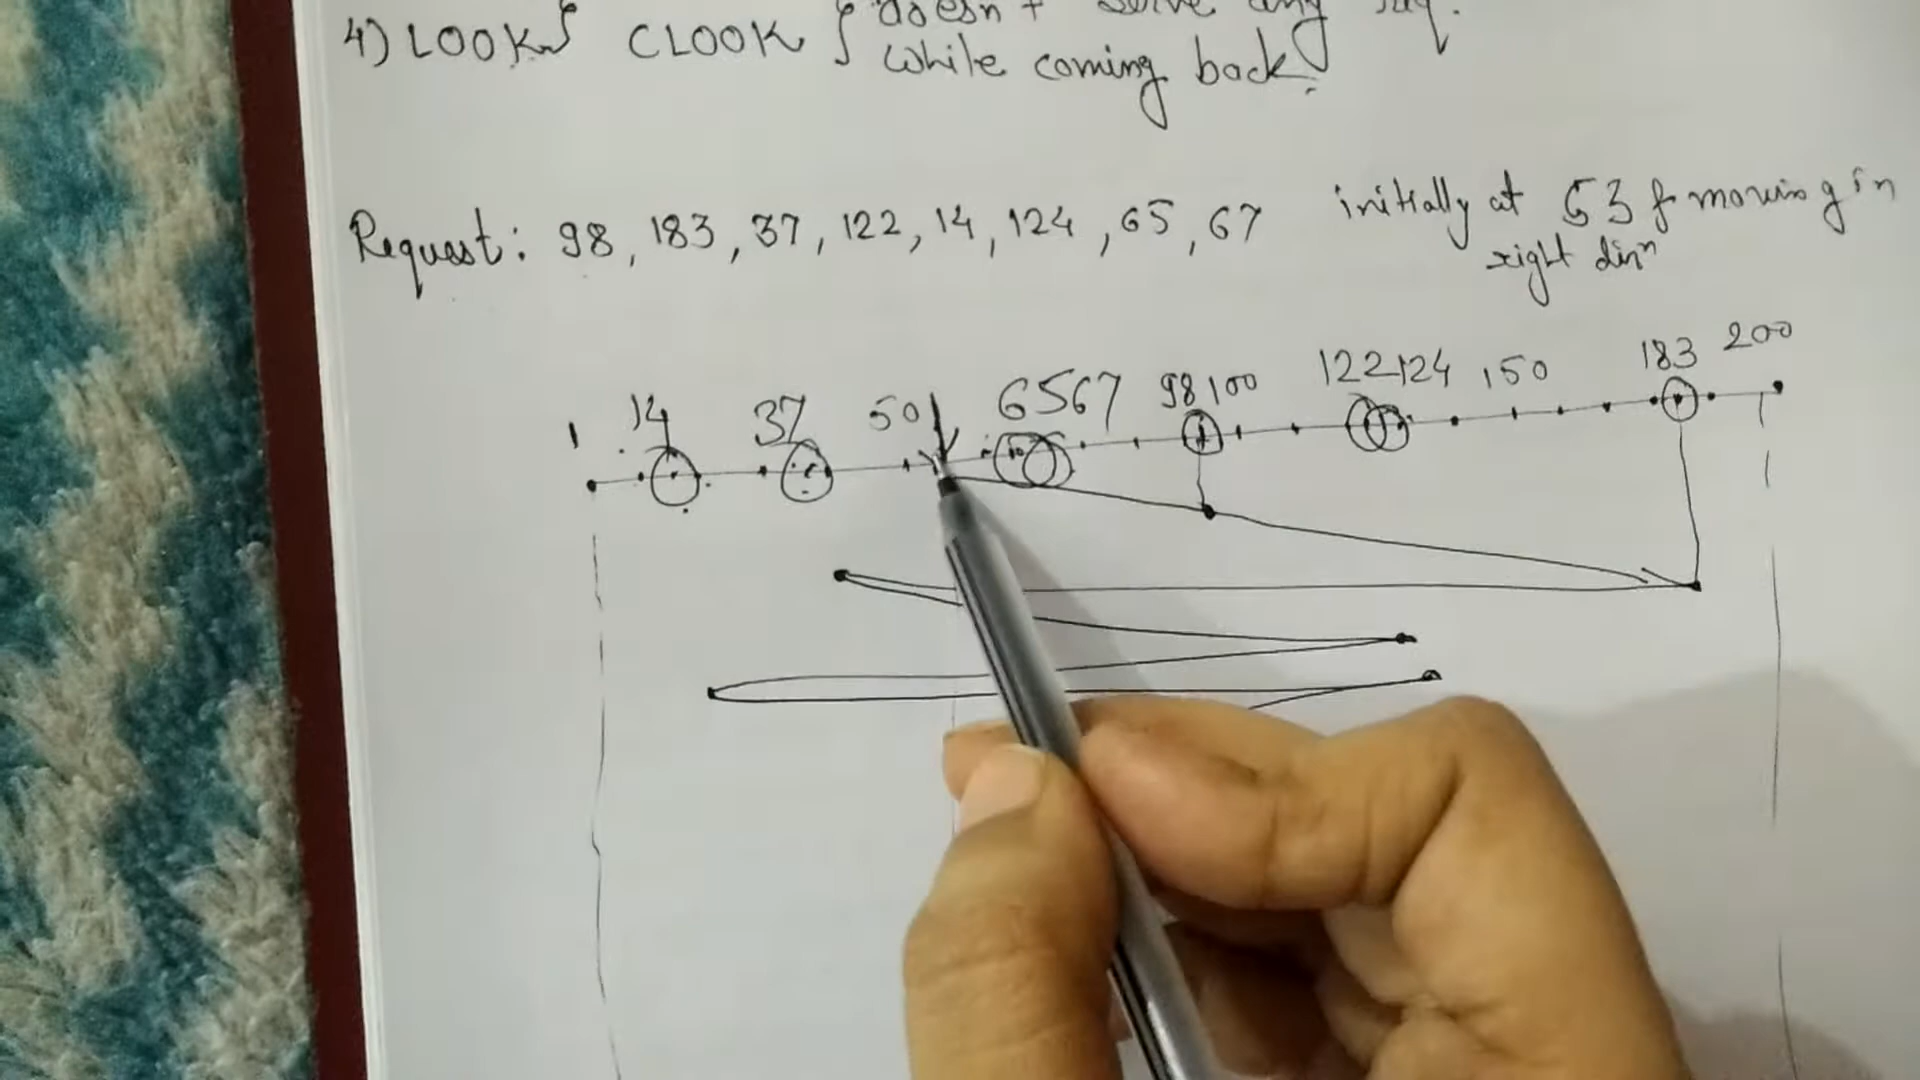 4) LOOK} CLOOK } doesn't serve any req.
while coming back.
Request: 98, 183, 37, 122, 14, 124, 65, 67 initially at 53 & moving in
right dirn
1 14 37 50 65 67 98 100 122 124 150 183 200